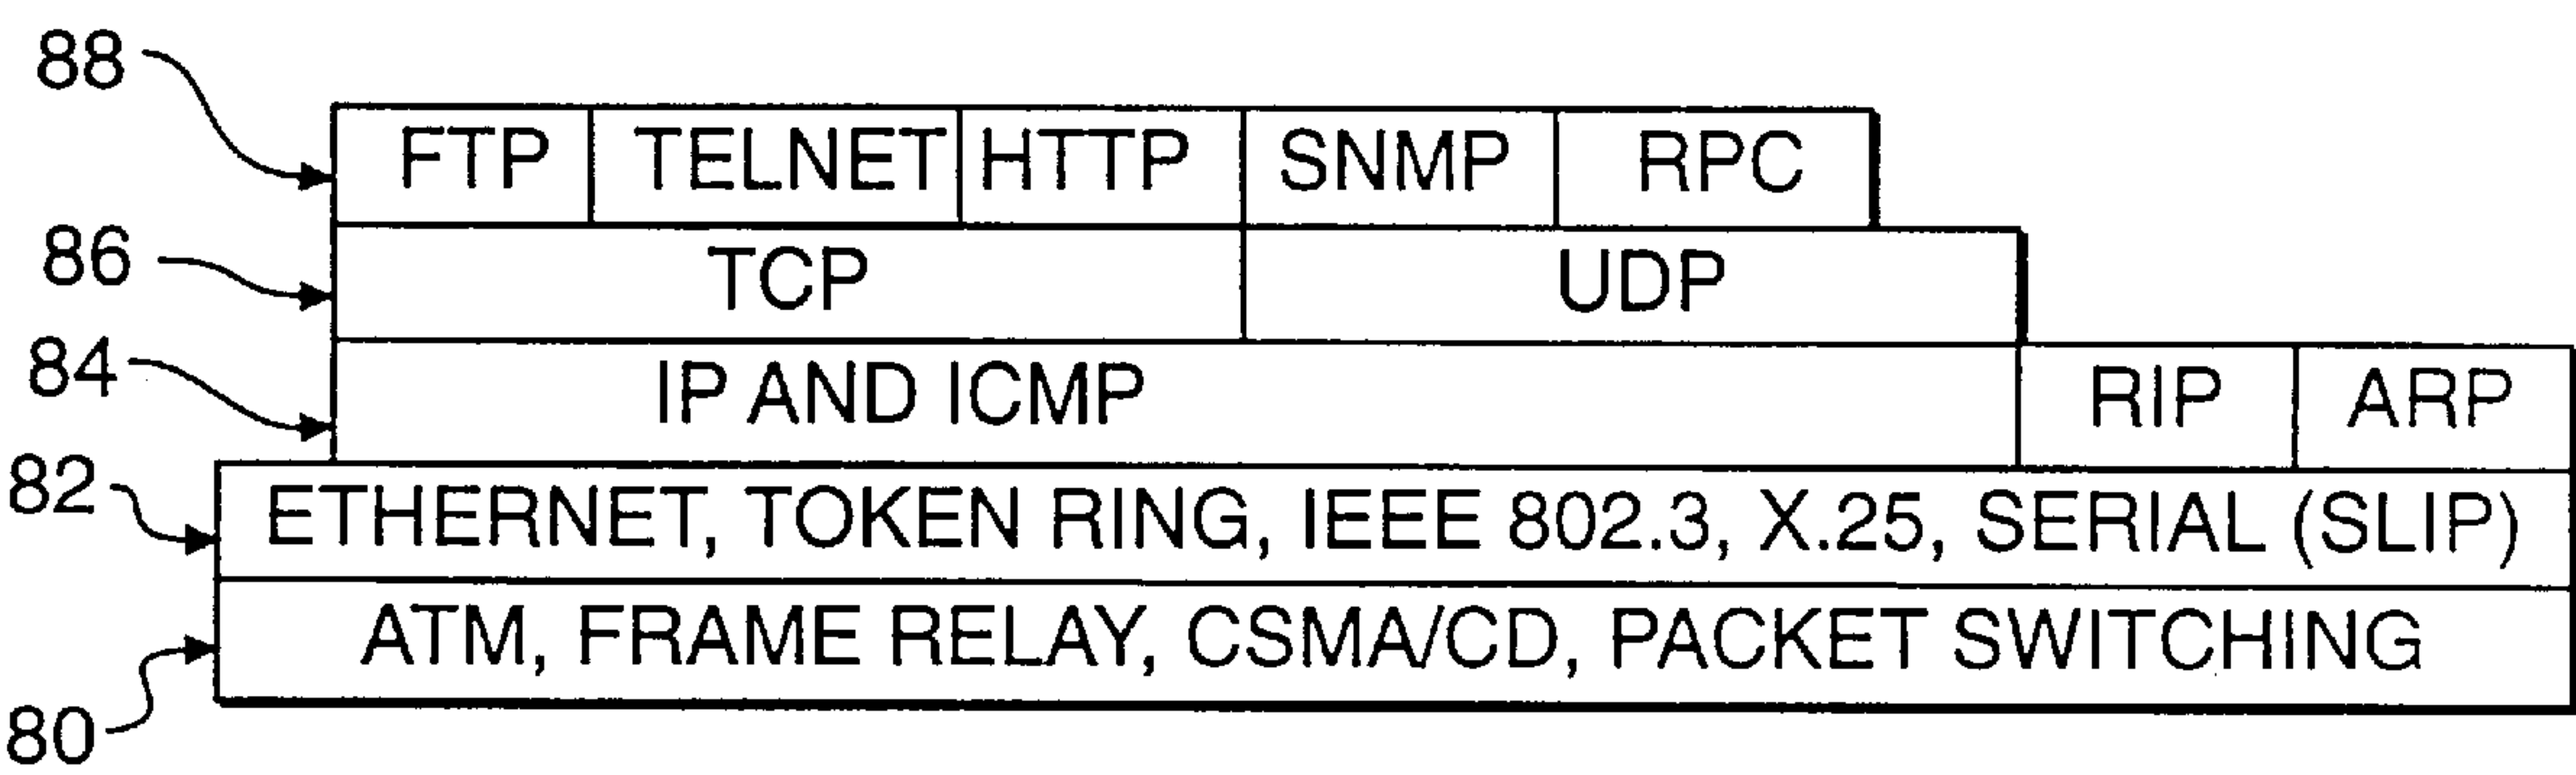 88
FTP TELNET HTTP SNMP RPC
86
TCP UDP
84
IP AND ICMP RIP ARP
82
ETHERNET, TOKEN RING, IEEE 802.3, X.25, SERIAL (SLIP)
ATM, FRAME RELAY, CSMA/CD, PACKET SWITCHING
80